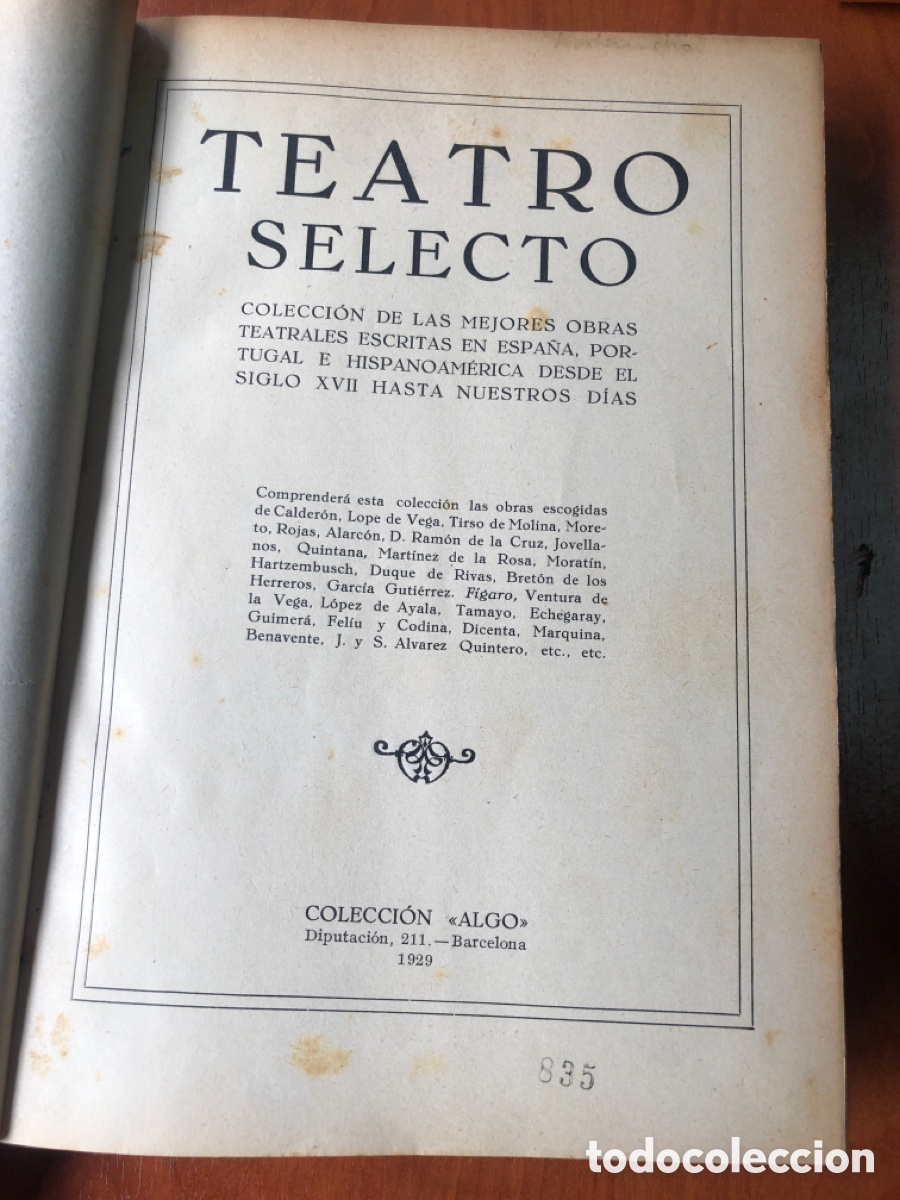 TEATRO
SELECTO
COLECCIÓN DE LAS MEJORES OBRAS
TEATRALES ESCRITAS EN ESPAÑA, POR-
TUGAL E HISPANOAMÉRICA DESDE EL
SIGLO XVII HASTA NUESTROS DÍAS
Comprenderá esta colección las obras escogidas
de Calderón, Lope de Vega, Tirso de Molina, More-
to, Rojas, Alarcón, D. Ramón de la Cruz, Jovella-
nos, Quintana, Martínez de la Rosa, Moratín,
Hartzembusch, Duque de Rivas, Bretón de los
Herreros, García Gutiérrez. Fígaro, Ventura de
la Vega, López de Ayala, Tamayo, Echegaray,
Guimerá, Felíu y Codina, Dicenta, Marquina,
Benavente, J. y S. Alvarez Quintero, etc., etc.
COLECCIÓN «ALGO»
Diputación, 211.—Barcelona
1929
835
todocoleccion